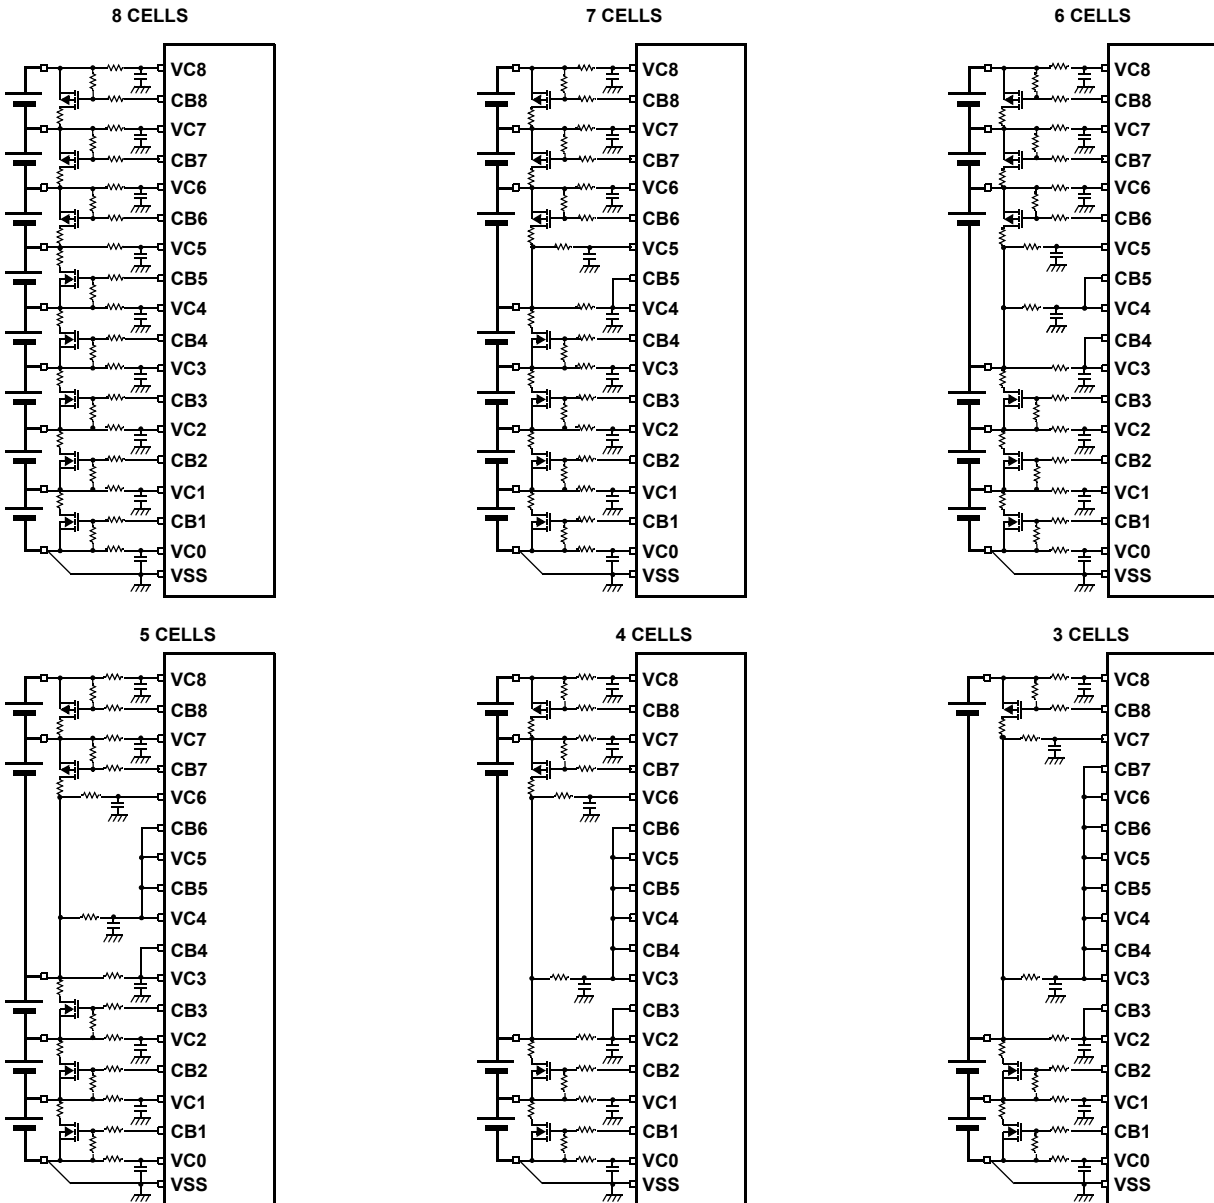 8 CELLS
VC8
CB8
VC7
CB7
VC6
CB6
VC5
CB5
VC4
CB4
VC3
CB3
VC2
CB2
VC1
CB1
VC0
VSS
7 CELLS
VC8
CB8
VC7
CB7
VC6
CB6
VC5
CB5
VC4
CB4
VC3
CB3
VC2
CB2
VC1
CB1
VC0
VSS
6 CELLS
VC8
CB8
VC7
CB7
VC6
CB6
VC5
CB5
VC4
CB4
VC3
CB3
VC2
CB2
VC1
CB1
VC0
VSS
5 CELLS
VC8
CB8
VC7
CB7
VC6
CB6
VC5
CB5
VC4
CB4
VC3
CB3
VC2
CB2
VC1
CB1
VC0
VSS
4 CELLS
VC8
CB8
VC7
CB7
VC6
CB6
VC5
CB5
VC4
CB4
VC3
CB3
VC2
CB2
VC1
CB1
VC0
VSS
3 CELLS
VC8
CB8
VC7
CB7
VC6
CB6
VC5
CB5
VC4
CB4
VC3
CB3
VC2
CB2
VC1
CB1
VC0
VSS